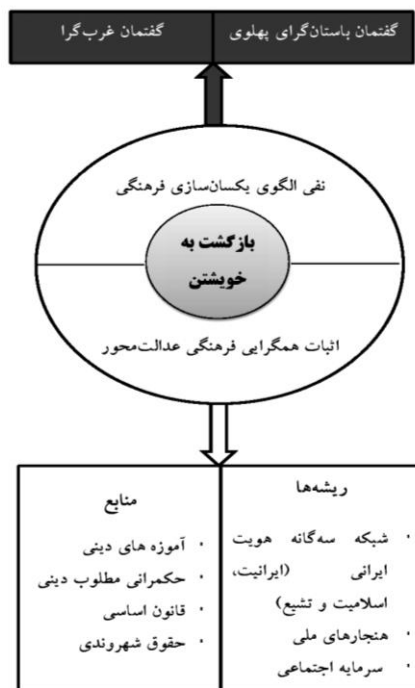 گفتمان باستان‌گرای پهلوی
گفتمان غرب‌گرا
نفی الگوی یکسان‌سازی فرهنگی
بازگشت به
خویشتن
اثبات همگرایی فرهنگی عدالت‌محور
ریشه‌ها
· شبکه سه‌گانه هویت
ایرانی (ایرانیت،
اسلامیت و تشیع)
· هنجارهای ملی
· سرمایه اجتماعی
منابع
· آموزه های دینی
· حکمرانی مطلوب دینی
· قانون اساسی
· حقوق شهروندی